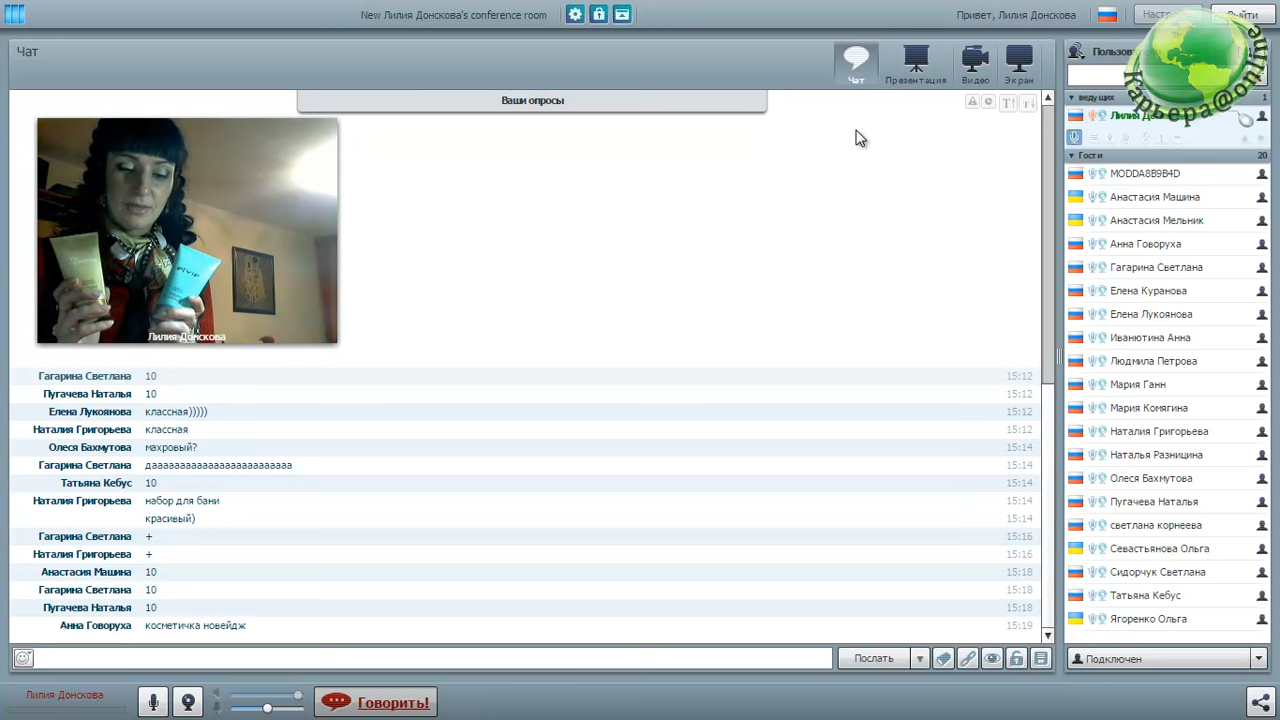 New Лилия Донскова's conference room
Привет, Лилия Донскова
Выйти
Чат
Чат
Презентация
Видео
Экран
Карьера@online
Ваши опросы
ведущих 1
Гости 20
MODDA8B9B4D
Анастасия Машина
Анастасия Мельник
Анна Говоруха
Гагарина Светлана
Елена Куранова
Елена Лукоянова
Иванютина Анна
Людмила Петрова
Мария Ганн
Мария Комягина
Наталия Григорьева
Наталья Разницина
Олеся Бахмутова
Пугачева Наталья
светлана корнеева
Севастьянова Ольга
Сидорчук Светлана
Татьяна Кебус
Ягоренко Ольга
Лилия Донскова
Гагарина Светлана 10 15:12
Пугачева Наталья 10 15:12
Елена Лукоянова классная))))) 15:12
Наталия Григорьева классная 15:12
Олеся Бахмутова махровый? 15:14
Гагарина Светлана даааааааааааааааааааааааааа 15:14
Татьяна Кебус 10 15:14
Наталия Григорьева набор для бани 15:14
красивый) 15:14
Гагарина Светлана + 15:16
Наталия Григорьева + 15:16
Анастасия Машина 10 15:18
Гагарина Светлана 10 15:18
Пугачева Наталья 10 15:18
Анна Говоруха косметичка новейдж 15:19
Послать
Подключен
Лилия Донскова
Говорить!